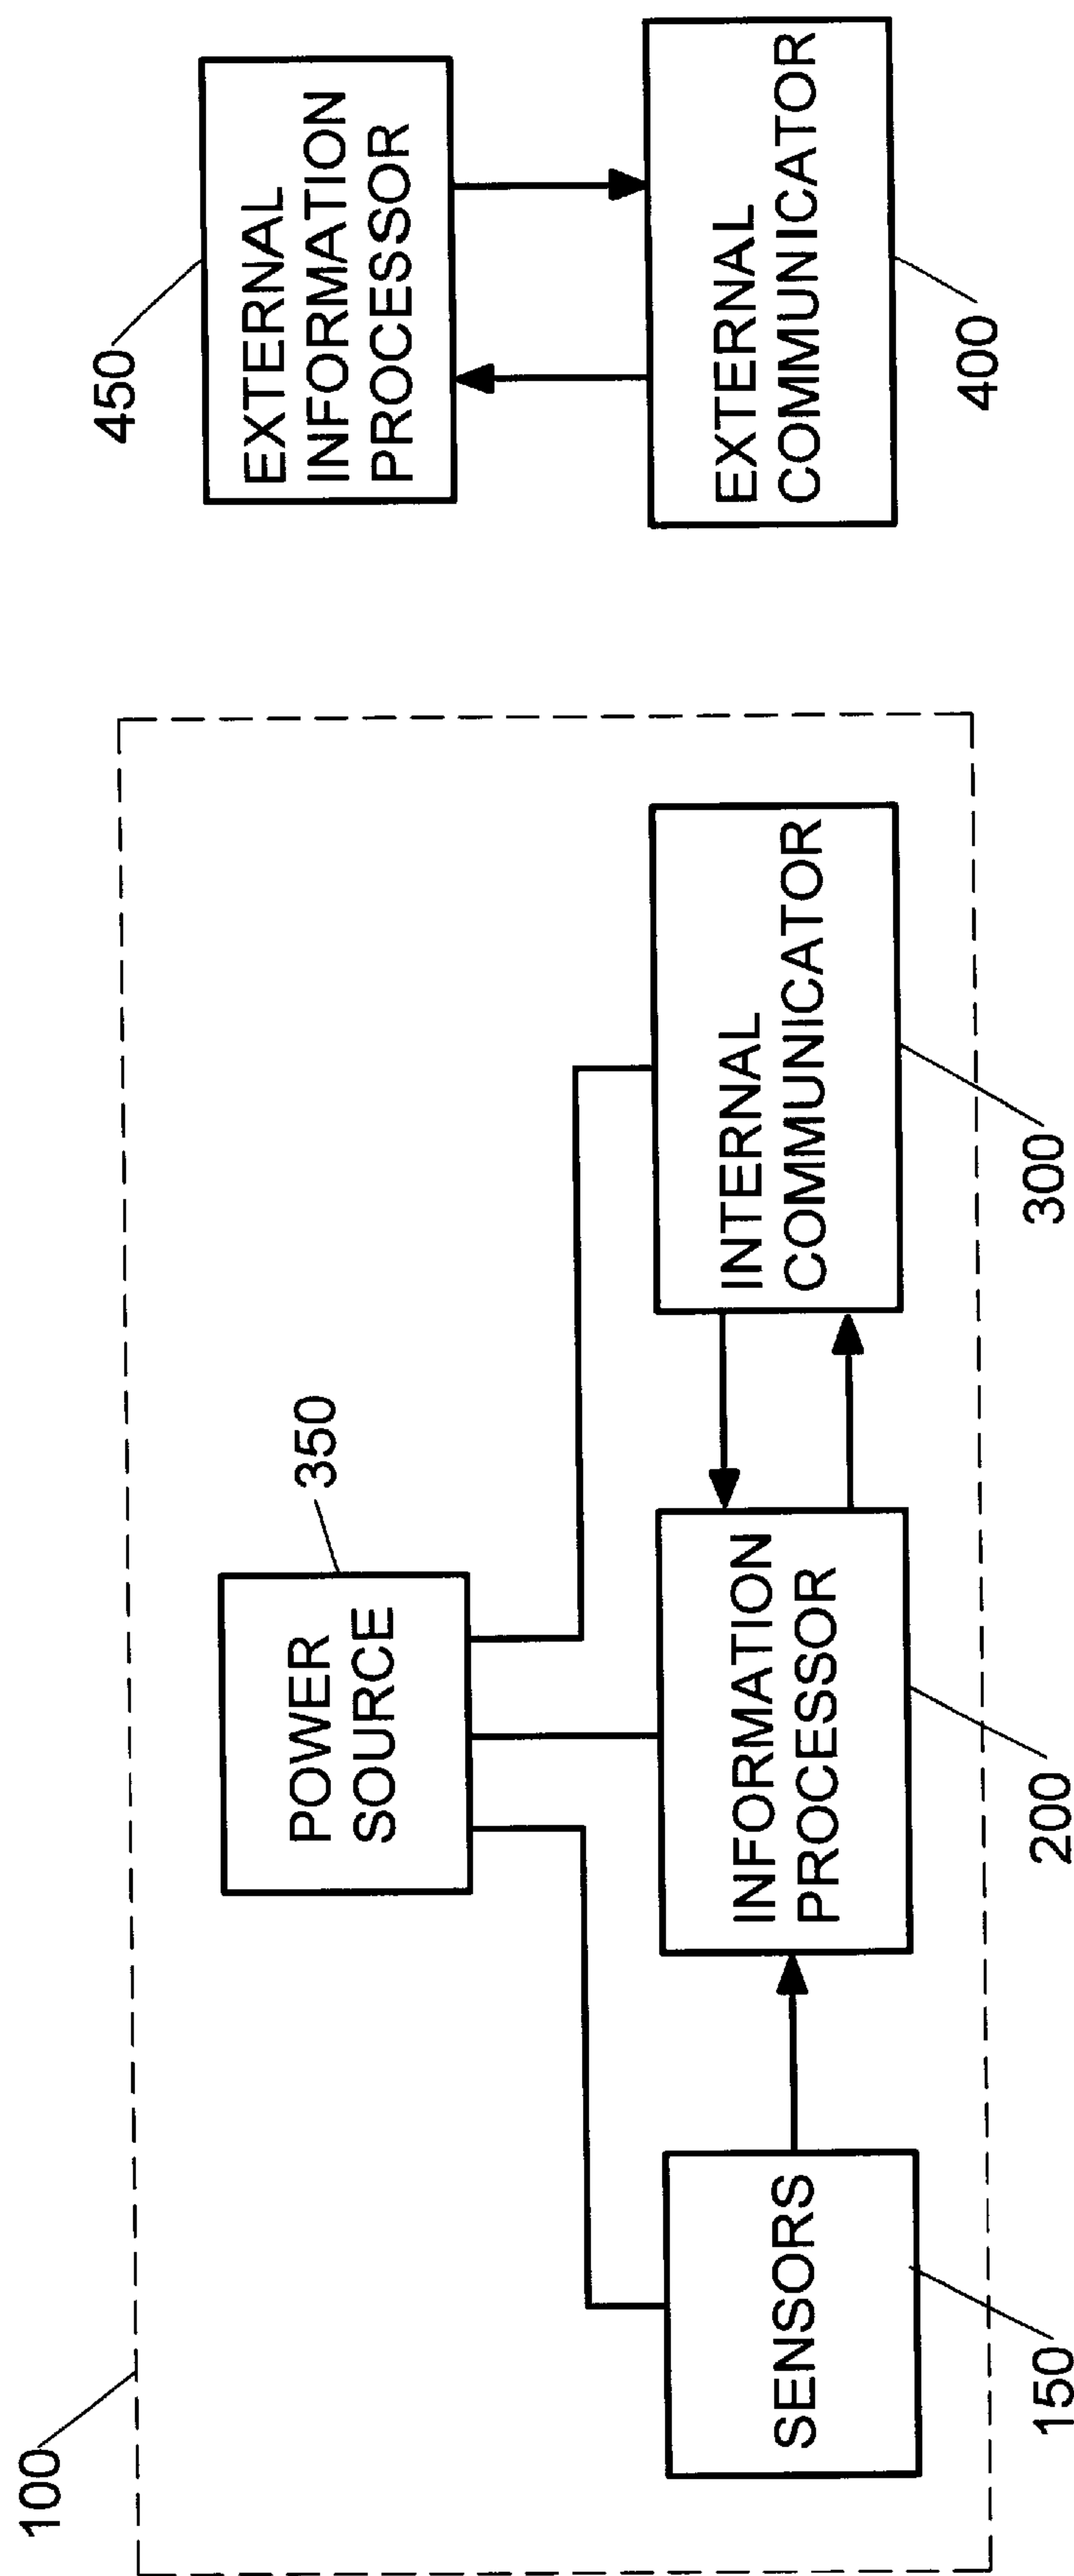 100
POWER
SOURCE
350
SENSORS
150
INFORMATION
PROCESSOR
200
INTERNAL
COMMUNICATOR
300
450
EXTERNAL
INFORMATION
PROCESSOR
EXTERNAL
COMMUNICATOR
400